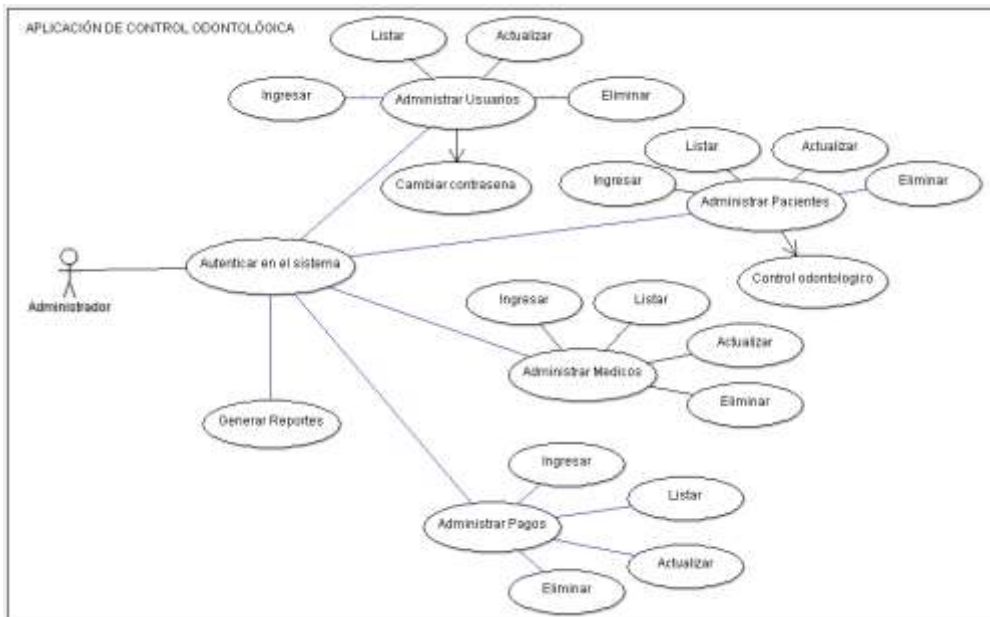 APLICACIÓN DE CONTROL ODONTOLÓGICA
Listar
Actualizar
Ingresar
Administrar Usuarios
Eliminar
Cambiar contrasena
Listar
Actualizar
Ingresar
Administrar Pacientes
Eliminar
Control odontologico
Autenticar en el sistema
Administrador
Ingresar
Listar
Administrar Medicos
Actualizar
Eliminar
Generar Reportes
Ingresar
Listar
Administrar Pagos
Actualizar
Eliminar